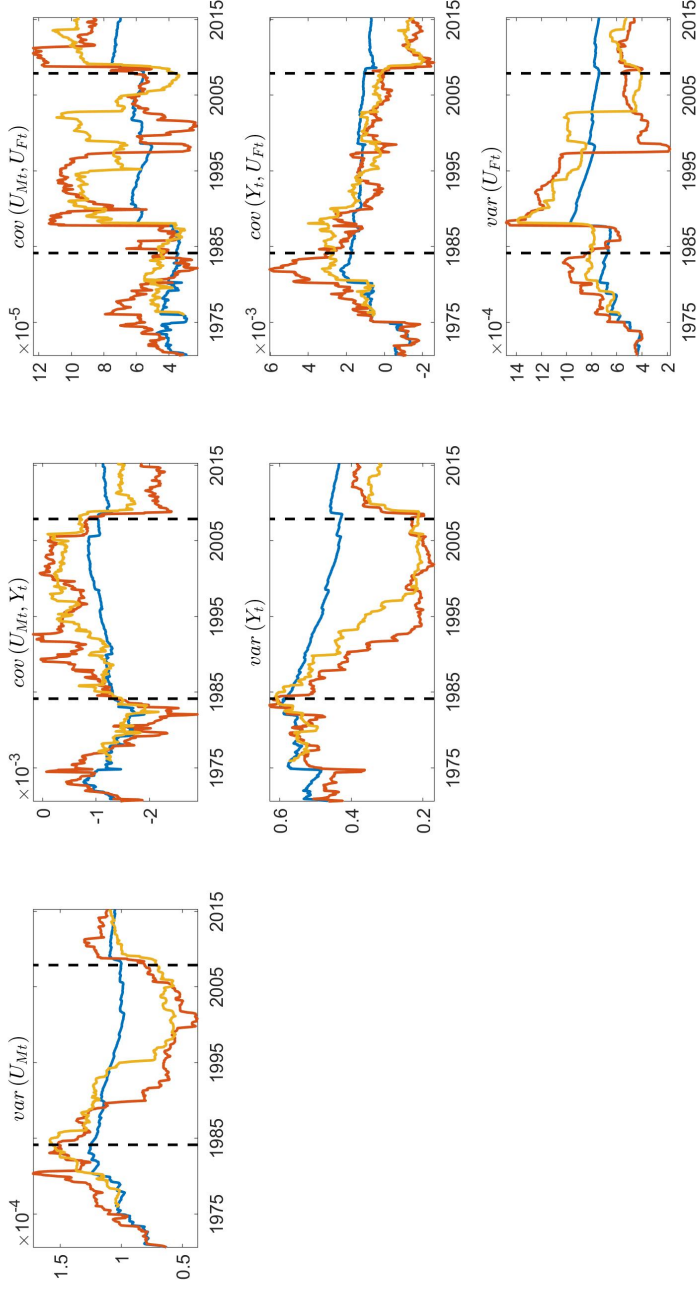 ×10⁻⁴
var (U_Mt)
1.5
1
0.5
1975 1985 1995 2005 2015
×10⁻³
cov (U_Mt, Y_t)
0
-1
-2
1975 1985 1995 2005 2015
×10⁻⁵
cov (U_Mt, U_Ft)
12
10
8
6
4
1975 1985 1995 2005 2015
var (Y_t)
0.6
0.4
0.2
1975 1985 1995 2005 2015
×10⁻³
cov (Y_t, U_Ft)
6
4
2
0
-2
1975 1985 1995 2005 2015
×10⁻⁴
var (U_Ft)
14
12
10
8
6
4
2
1975 1985 1995 2005 2015